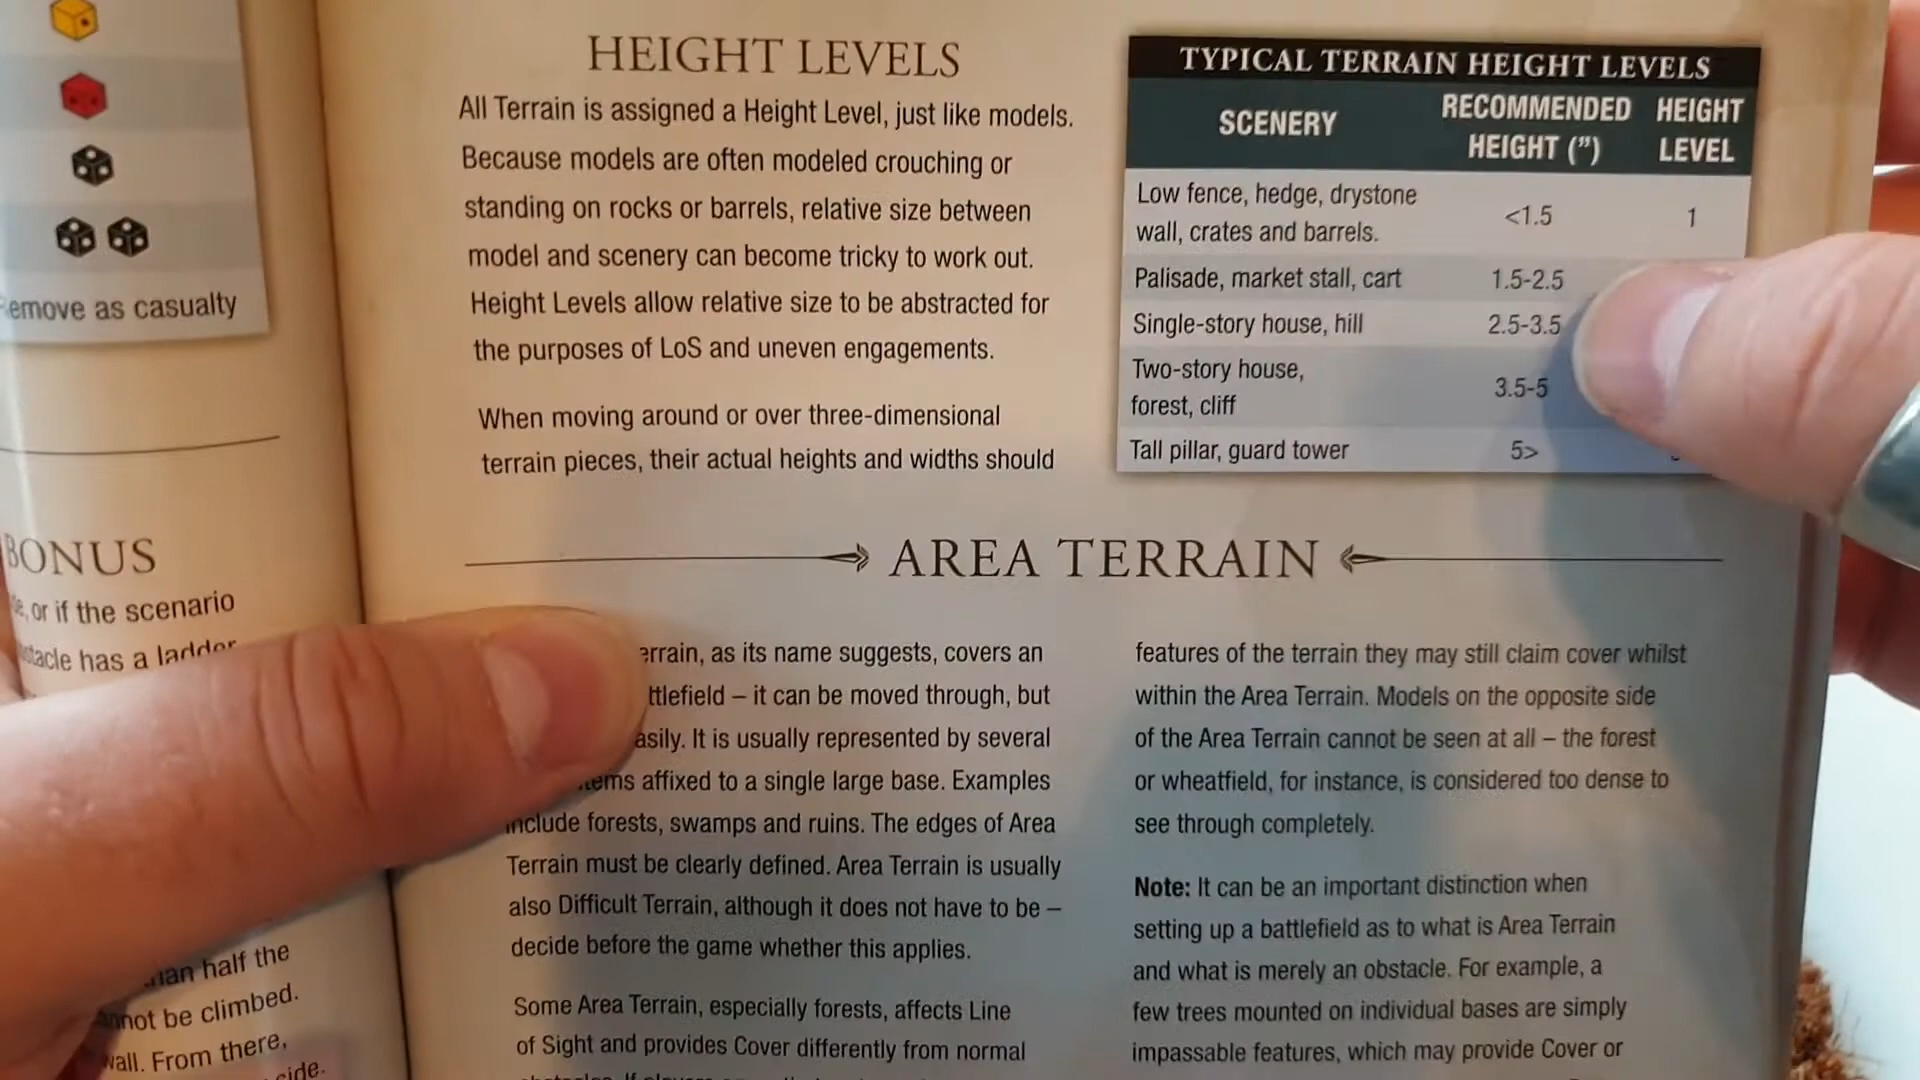 emove as casualty
BONUS
or if the scenario
tacle has a ladder
half the
not be climbed.
wall. From there,
side.
HEIGHT LEVELS
All Terrain is assigned a Height Level, just like models.
Because models are often modeled crouching or
standing on rocks or barrels, relative size between
model and scenery can become tricky to work out.
Height Levels allow relative size to be abstracted for
the purposes of LoS and uneven engagements.
When moving around or over three-dimensional
terrain pieces, their actual heights and widths should
TYPICAL TERRAIN HEIGHT LEVELS
SCENERY RECOMMENDED HEIGHT (”) HEIGHT LEVEL
Low fence, hedge, drystone
wall, crates and barrels. <1.5 1
Palisade, market stall, cart 1.5-2.5
Single-story house, hill 2.5-3.5
Two-story house,
forest, cliff 3.5-5
Tall pillar, guard tower 5>
AREA TERRAIN
errain, as its name suggests, covers an
ttlefield – it can be moved through, but
asily. It is usually represented by several
ems affixed to a single large base. Examples
include forests, swamps and ruins. The edges of Area
Terrain must be clearly defined. Area Terrain is usually
also Difficult Terrain, although it does not have to be –
decide before the game whether this applies.
Some Area Terrain, especially forests, affects Line
of Sight and provides Cover differently from normal
features of the terrain they may still claim cover whilst
within the Area Terrain. Models on the opposite side
of the Area Terrain cannot be seen at all – the forest
or wheatfield, for instance, is considered too dense to
see through completely.
Note: It can be an important distinction when
setting up a battlefield as to what is Area Terrain
and what is merely an obstacle. For example, a
few trees mounted on individual bases are simply
impassable features, which may provide Cover or